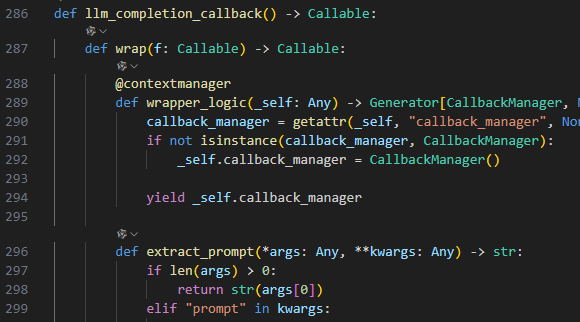 286 def llm_completion_callback() -> Callable:
287 def wrap(f: Callable) -> Callable:
288 @contextmanager
289 def wrapper_logic(_self: Any) -> Generator[CallbackManager,
290 callback_manager = getattr(_self, "callback_manager",
291 if not isinstance(callback_manager, CallbackManager):
292 _self.callback_manager = CallbackManager()
293
294 yield _self.callback_manager
295
296 def extract_prompt(*args: Any, **kwargs: Any) -> str:
297 if len(args) > 0:
298 return str(args[0])
299 elif "prompt" in kwargs: